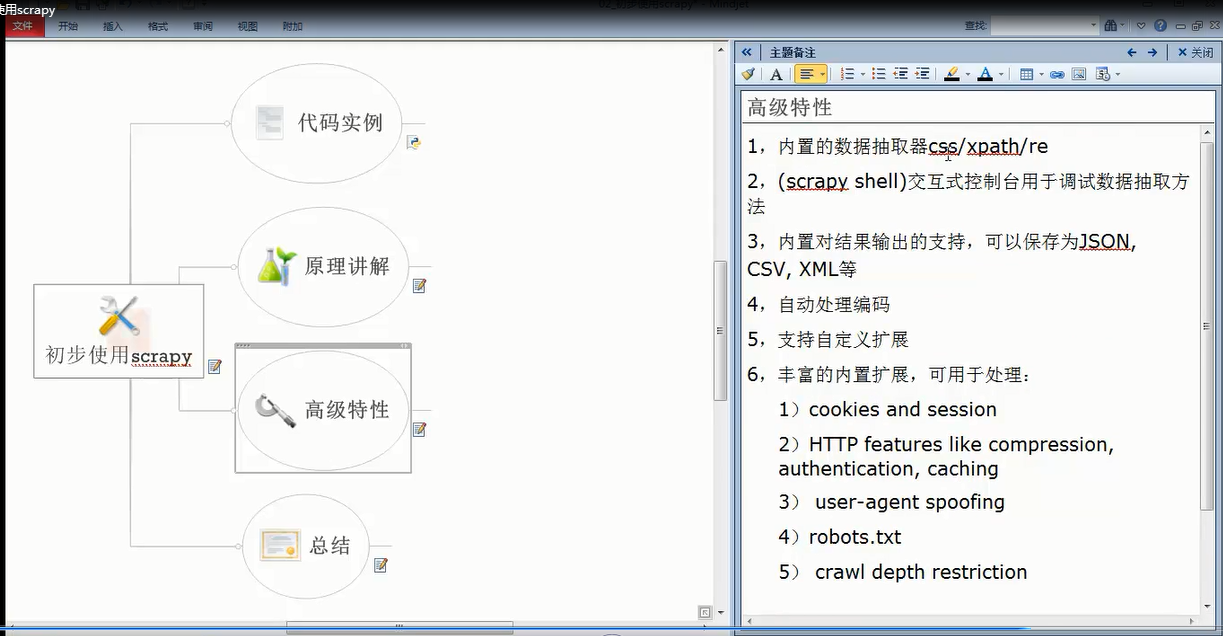 使用scrapy
文件 开始 插入 格式 审阅 视图 附加
查找:
代码实例
原理讲解
初步使用scrapy
高级特性
总结
主题备注
关闭
高级特性
1，内置的数据抽取器css/xpath/re
2，(scrapy shell)交互式控制台用于调试数据抽取方
法
3，内置对结果输出的支持，可以保存为JSON,
CSV, XML等
4，自动处理编码
5，支持自定义扩展
6，丰富的内置扩展，可用于处理：
1）cookies and session
2）HTTP features like compression,
authentication, caching
3） user-agent spoofing
4）robots.txt
5） crawl depth restriction